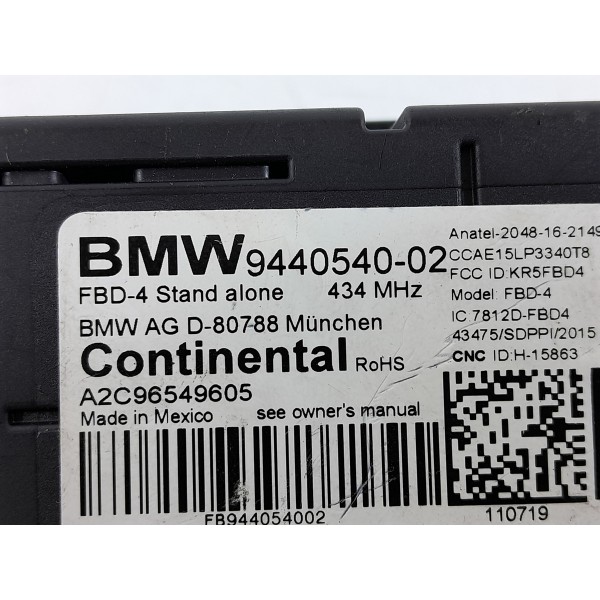 BMW 9440540-02
FBD-4 Stand alone 434 MHz
BMW AG D-80788 München
Continental RoHS
A2C96549605
Made in Mexico see owner's manual
FB944054002
Anatel-2048-16-2149
CCAE15LP3340T8
FCC ID: KR5FBD4
Model: FBD-4
IC:7812D-FBD4
43475/SDPPI/2015
CNC ID:H-15863
110719